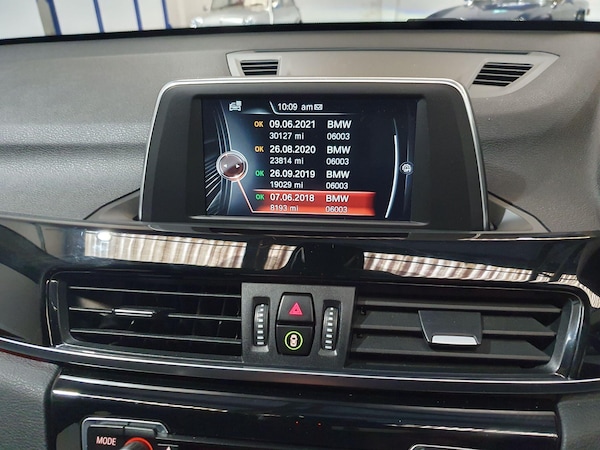 10:09 am
OK 09.06.2021 BMW
30127 mi 06003
OK 26.08.2020 BMW
23814 mi 06003
OK 26.09.2019 BMW
19029 mi 06003
OK 07.06.2018 BMW
8193 mi 06003
MODE